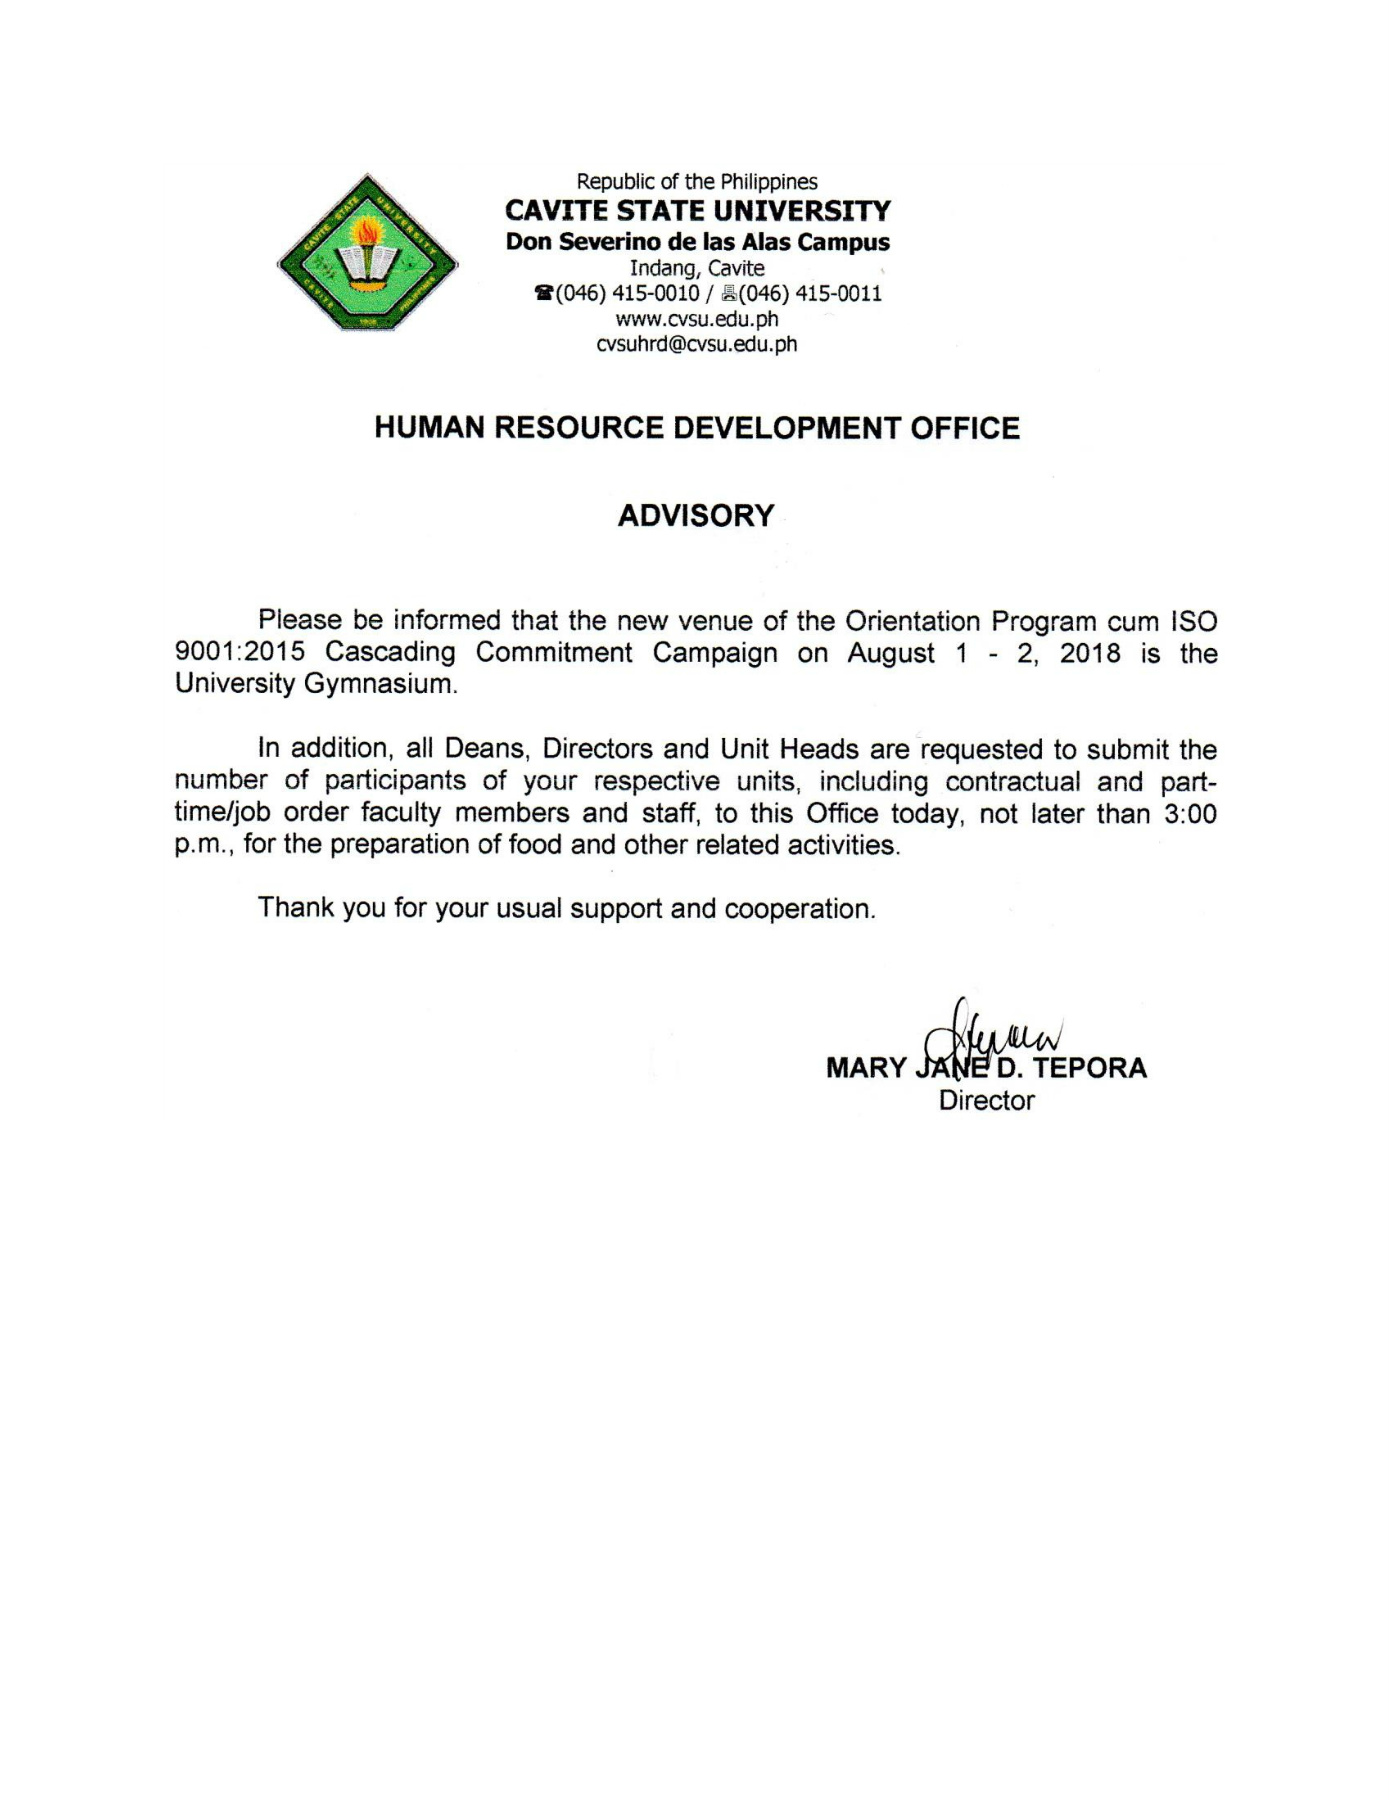 Republic of the Philippines
CAVITE STATE UNIVERSITY
Don Severino de las Alas Campus
Indang, Cavite
☎(046) 415-0010 / (046) 415-0011
www.cvsu.edu.ph
cvsuhrd@cvsu.edu.ph
CAVITE STATE UNIVERSITY
CAVITE PHILIPPINES
HUMAN RESOURCE DEVELOPMENT OFFICE
ADVISORY
Please be informed that the new venue of the Orientation Program cum ISO
9001:2015 Cascading Commitment Campaign on August 1 - 2, 2018 is the
University Gymnasium.
In addition, all Deans, Directors and Unit Heads are requested to submit the
number of participants of your respective units, including contractual and part-
time/job order faculty members and staff, to this Office today, not later than 3:00
p.m., for the preparation of food and other related activities.
Thank you for your usual support and cooperation.
MARY JANE D. TEPORA
Director